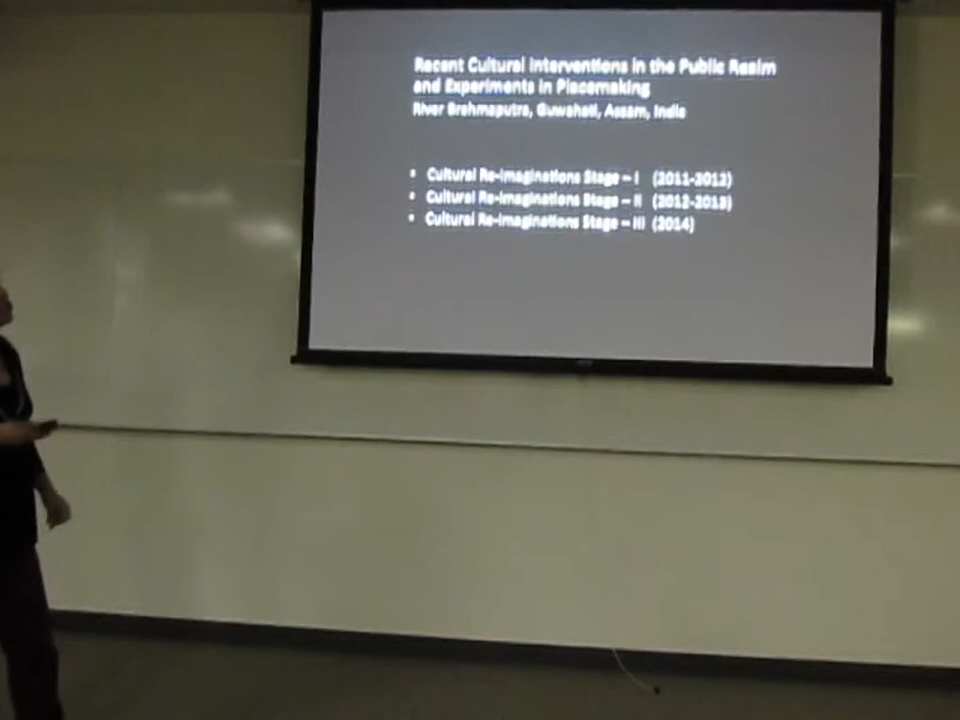 Recent Cultural Interventions in the Public Realm
and Experiments in Placemaking
River Brahmaputra, Guwahati, Assam, India
• Cultural Re-imaginations Stage – I (2011-2012)
• Cultural Re-imaginations Stage – II (2012-2013)
• Cultural Re-imaginations Stage – III (2014)